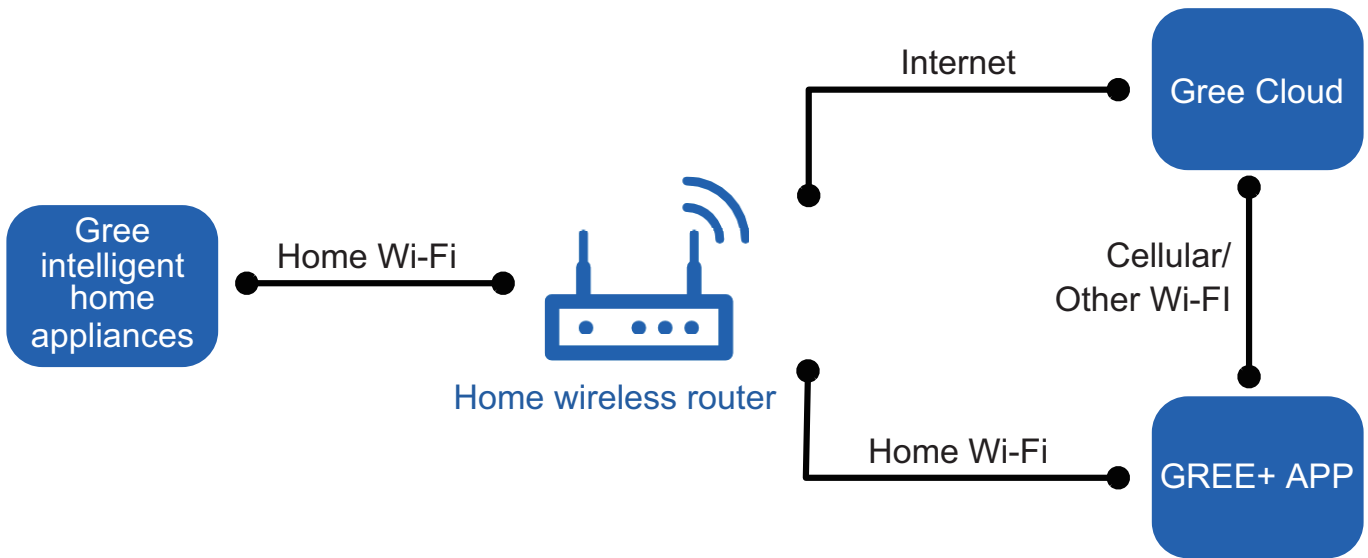 Internet
Gree Cloud
Gree
intelligent
home
appliances
Home Wi-Fi
Cellular/
Other Wi-FI
Home wireless router
Home Wi-Fi
GREE+ APP